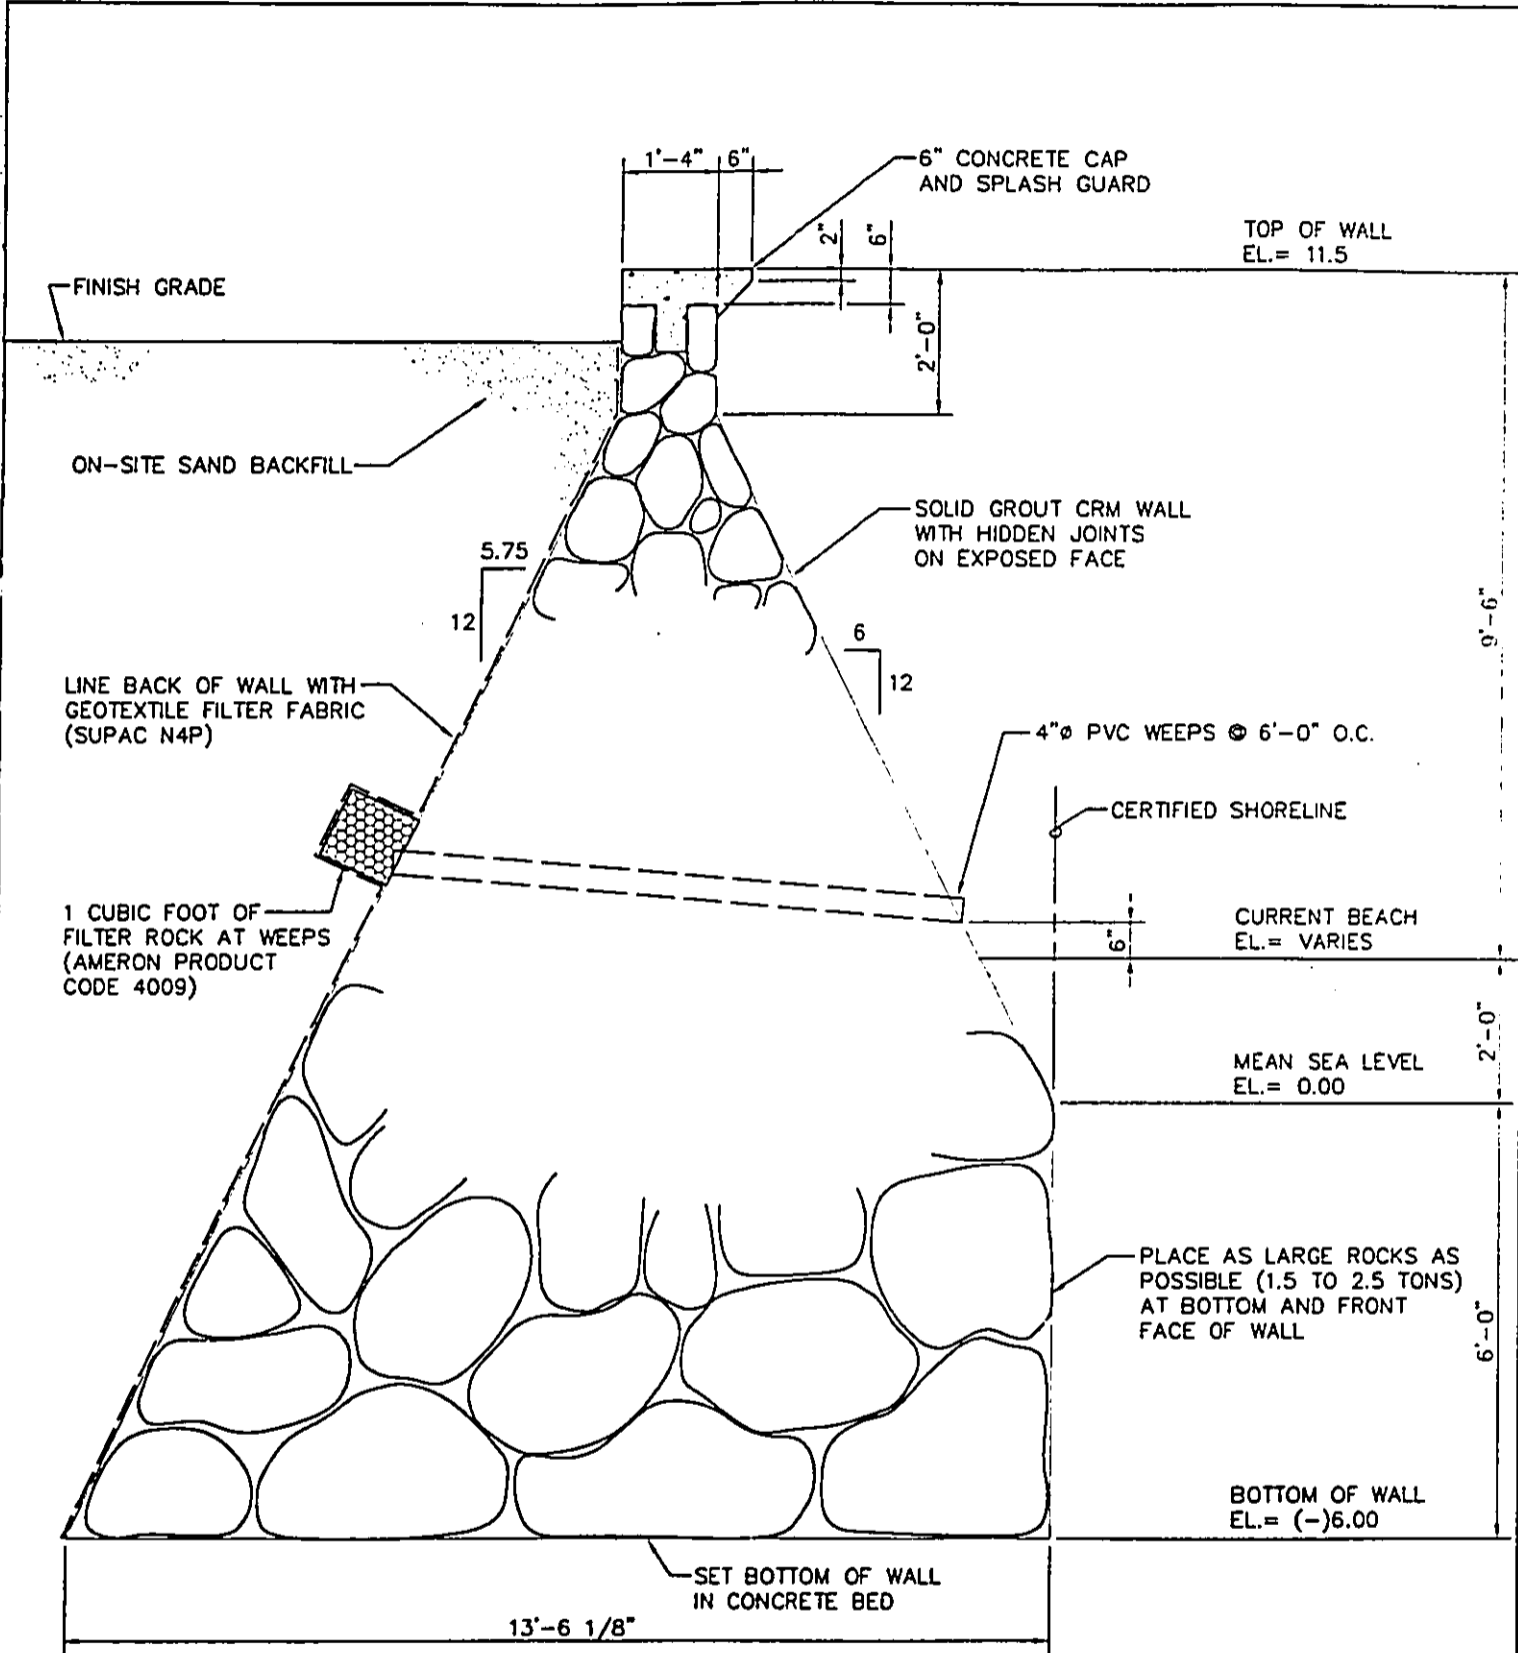 1'-4"
6"
6" CONCRETE CAP
AND SPLASH GUARD
2"
6"
TOP OF WALL
EL.= 11.5
FINISH GRADE
2'-0"
ON-SITE SAND BACKFILL
SOLID GROUT CRM WALL
WITH HIDDEN JOINTS
ON EXPOSED FACE
5.75
12
6
12
9'-6"
LINE BACK OF WALL WITH
GEOTEXTILE FILTER FABRIC
(SUPAC N4P)
4"ø PVC WEEPS @ 6'-0" O.C.
CERTIFIED SHORELINE
1 CUBIC FOOT OF
FILTER ROCK AT WEEPS
(AMERON PRODUCT
CODE 4009)
6"
CURRENT BEACH
EL.= VARIES
2'-0"
MEAN SEA LEVEL
EL.= 0.00
PLACE AS LARGE ROCKS AS
POSSIBLE (1.5 TO 2.5 TONS)
AT BOTTOM AND FRONT
FACE OF WALL
6'-0"
BOTTOM OF WALL
EL.= (-)6.00
SET BOTTOM OF WALL
IN CONCRETE BED
13'-6 1/8"